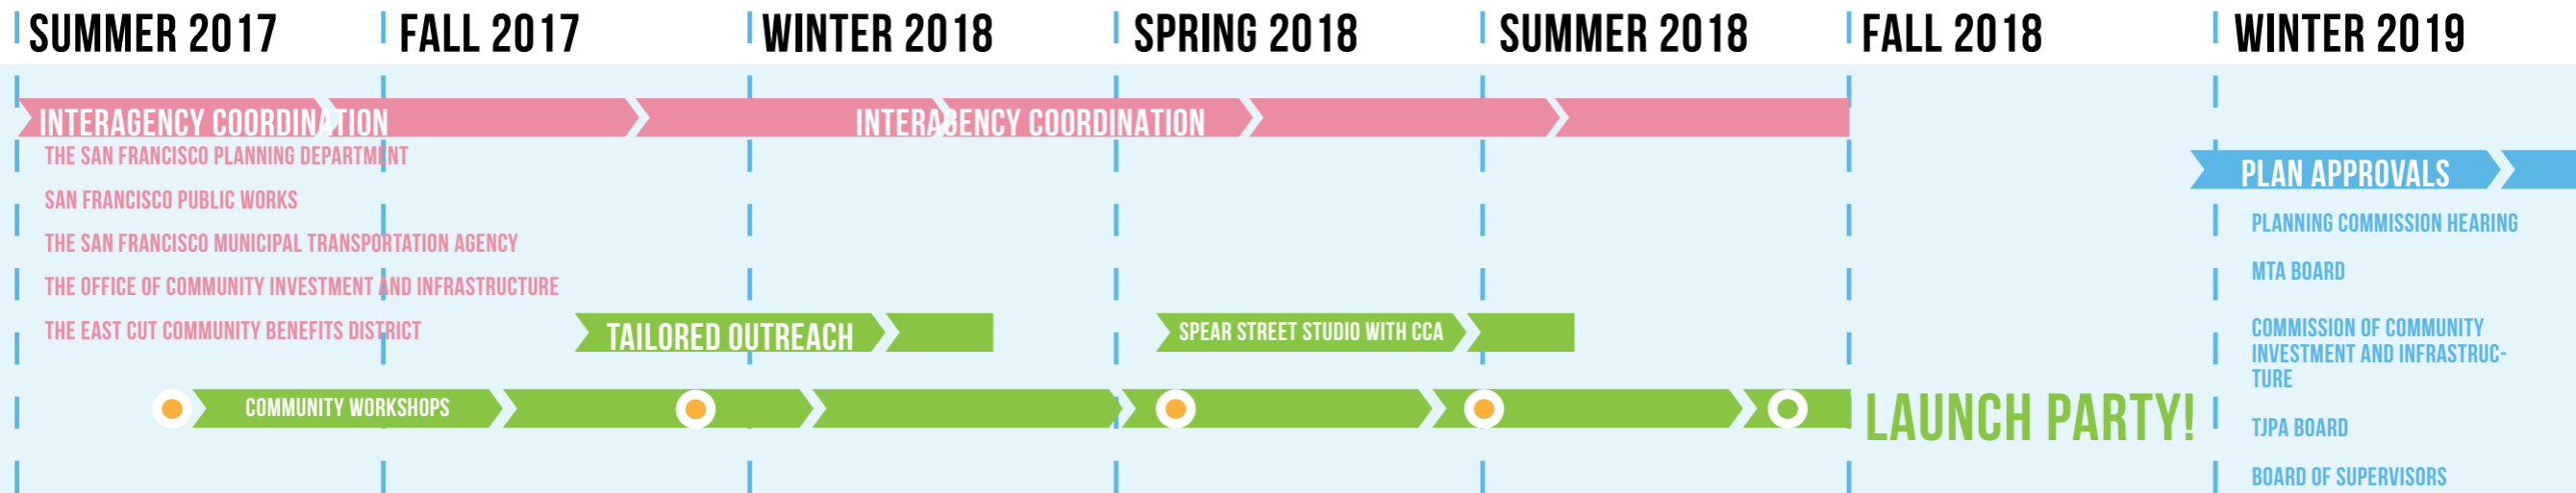 SUMMER 2017
FALL 2017
WINTER 2018
SPRING 2018
SUMMER 2018
FALL 2018
WINTER 2019
INTERAGENCY COORDINATION
INTERAGENCY COORDINATION
THE SAN FRANCISCO PLANNING DEPARTMENT
SAN FRANCISCO PUBLIC WORKS
THE SAN FRANCISCO MUNICIPAL TRANSPORTATION AGENCY
THE OFFICE OF COMMUNITY INVESTMENT AND INFRASTRUCTURE
THE EAST CUT COMMUNITY BENEFITS DISTRICT
TAILORED OUTREACH
SPEAR STREET STUDIO WITH CCA
COMMUNITY WORKSHOPS
LAUNCH PARTY!
PLAN APPROVALS
PLANNING COMMISSION HEARING
MTA BOARD
COMMISSION OF COMMUNITY
INVESTMENT AND INFRASTRUC-
TURE
TJPA BOARD
BOARD OF SUPERVISORS